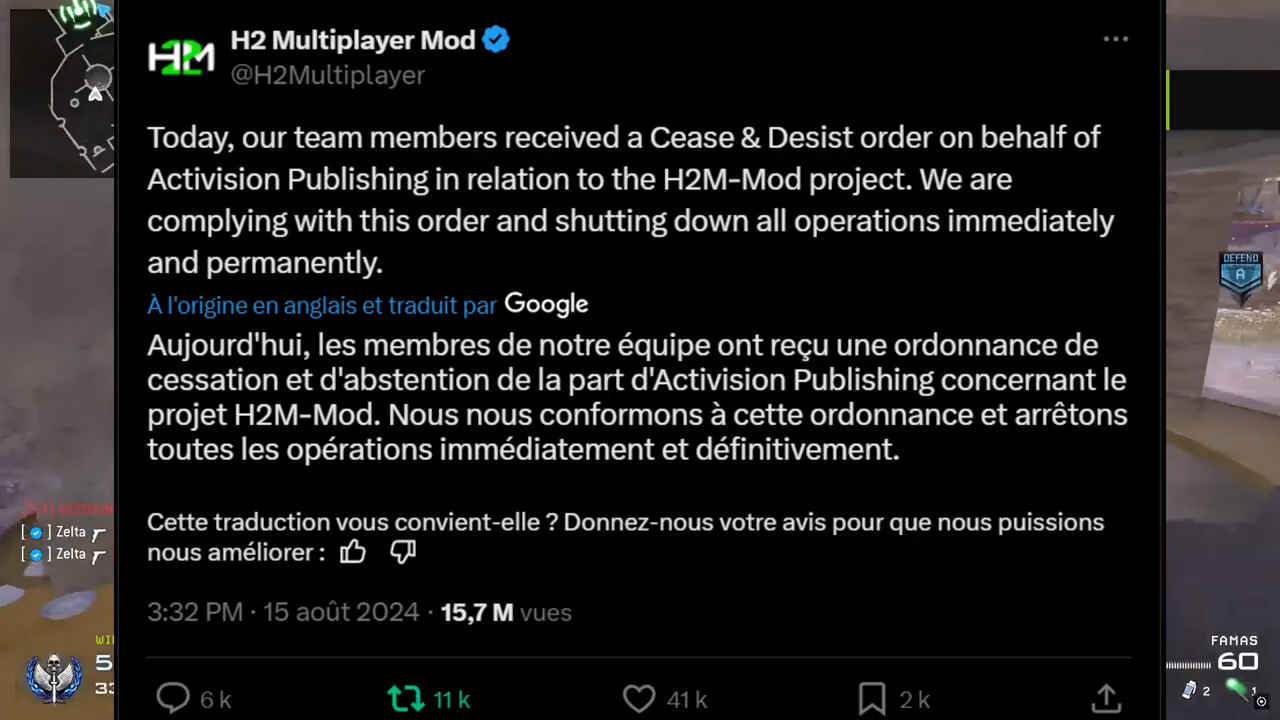 H2M
H2 Multiplayer Mod
@H2Multiplayer
Today, our team members received a Cease & Desist order on behalf of
Activision Publishing in relation to the H2M-Mod project. We are
complying with this order and shutting down all operations immediately
and permanently.
À l'origine en anglais et traduit par Google
Aujourd'hui, les membres de notre équipe ont reçu une ordonnance de
cessation et d'abstention de la part d'Activision Publishing concernant le
projet H2M-Mod. Nous nous conformons à cette ordonnance et arrêtons
toutes les opérations immédiatement et définitivement.
Cette traduction vous convient-elle ? Donnez-nous votre avis pour que nous puissions
nous améliorer :
3:32 PM · 15 août 2024 · 15,7 M vues
6 k 11 k 41 k 2 k
DEFEND
A
[ ] Zelta
[ ] Zelta
FAMAS
60
2 1